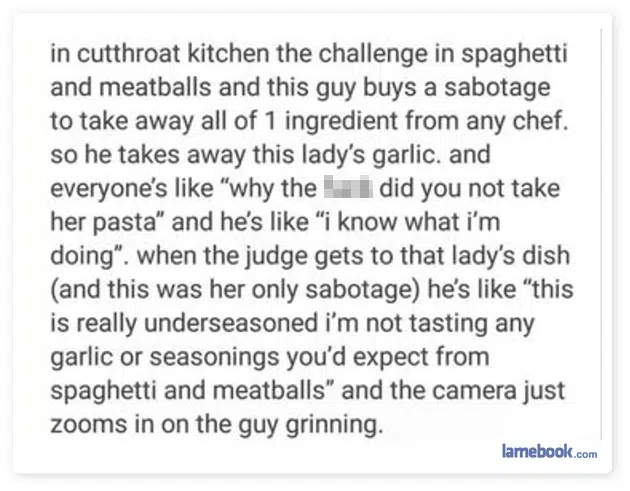 in cutthroat kitchen the challenge in spaghetti
and meatballs and this guy buys a sabotage
to take away all of 1 ingredient from any chef.
so he takes away this lady's garlic. and
everyone's like “why the did you not take
her pasta” and he's like “i know what i'm
doing”. when the judge gets to that lady's dish
(and this was her only sabotage) he's like “this
is really underseasoned i'm not tasting any
garlic or seasonings you'd expect from
spaghetti and meatballs” and the camera just
zooms in on the guy grinning.
lamebook.com